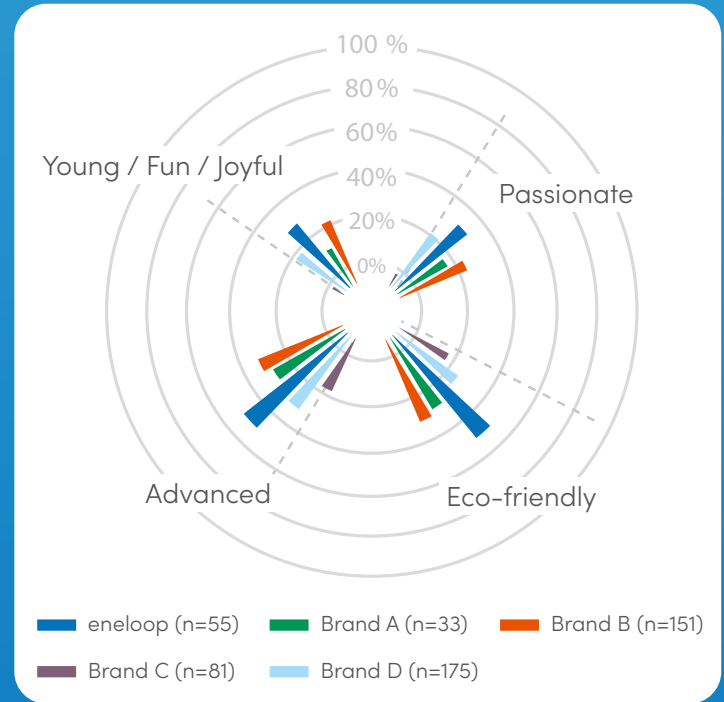 100 %
80%
60%
40%
20%
0%
Young / Fun / Joyful
Passionate
Advanced
Eco-friendly
eneloop (n=55)
Brand A (n=33)
Brand B (n=151)
Brand C (n=81)
Brand D (n=175)